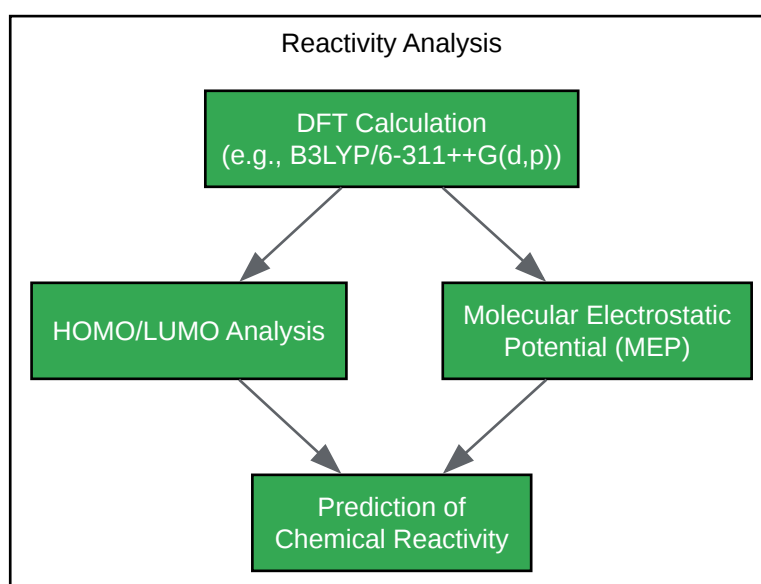 Reactivity Analysis
DFT Calculation
(e.g., B3LYP/6-311++G(d,p))
HOMO/LUMO Analysis
Molecular Electrostatic
Potential (MEP)
Prediction of
Chemical Reactivity